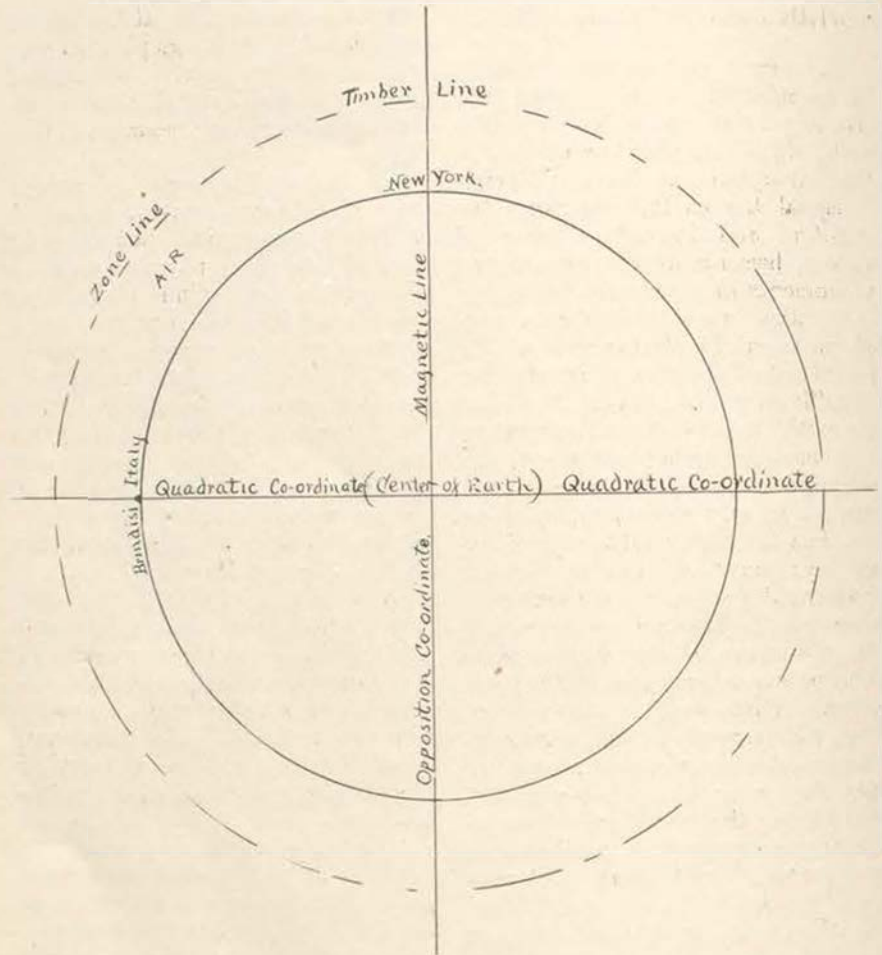 Timber Line
New York.
Zone Line
AIR
Magnetic Line
Brindisi Italy
Quadratic Co-ordinate (Center of Earth) Quadratic Co-ordinate
Opposition Co-ordinate.